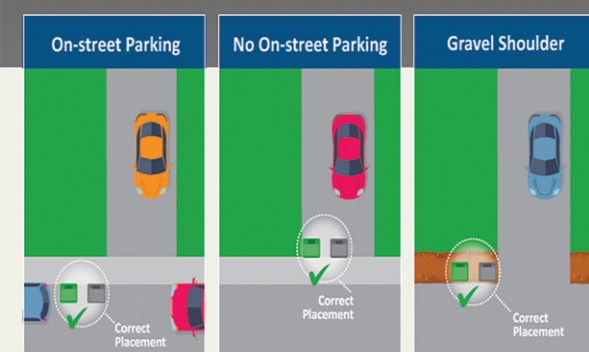 On-street Parking
No On-street Parking
Gravel Shoulder
Correct
Placement
Correct
Placement
Correct
Placement